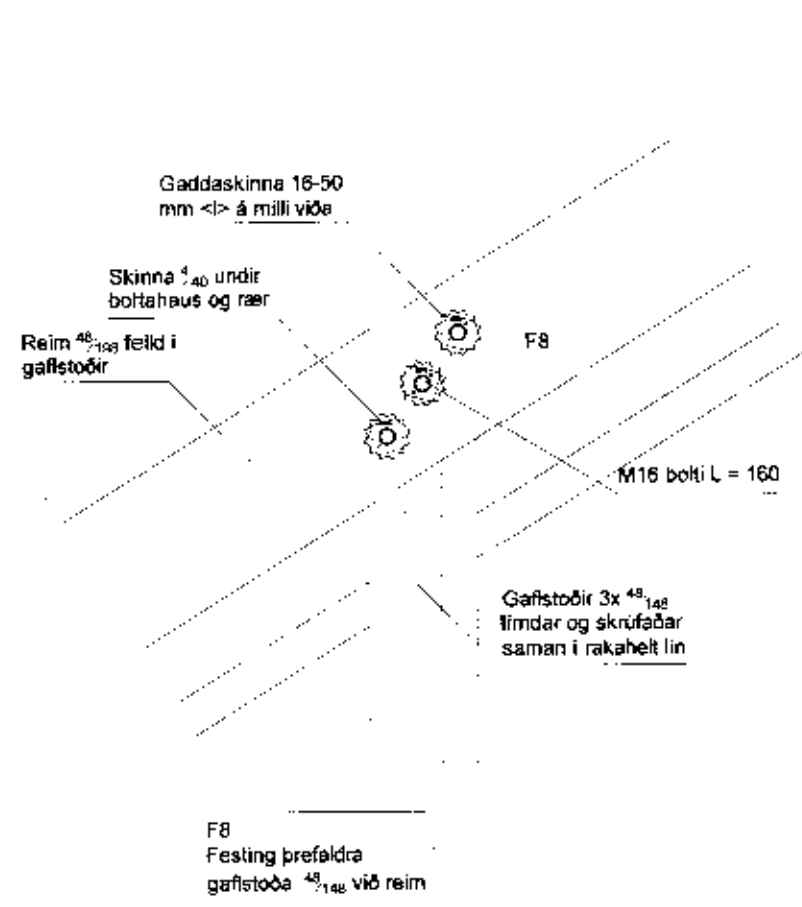 Gaddaskinna 16-50
mm <|> á milli viða
Skinna 4/40 undir
boltahaus og rær
Reim 48/198 felld i
gaflstoðir
F8
M16 bolti L = 160
Gaflstoðir 3x 48/148
límdar og skrúfaðar
saman i rakahelt lin
F8
Festing þrefaldra
gaflstoða 48/148 við reim